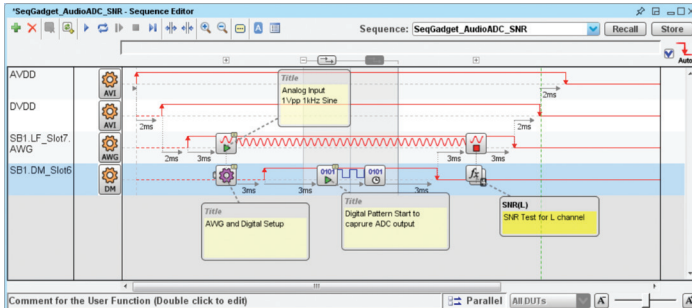 *SeqGadget_AudioADC_SNR - Sequence Editor
Sequence: SeqGadget_AudioADC_SNR Recall Store
Auto
AVDD
AVI
Title
Analog Input
1Vpp 1kHz Sine
2ms
2ms
DVDD
AVI
2ms
2ms
SB1.LF_Slot7.
AWG
AWG
2ms
3ms
3ms
2ms
SB1.DM_Slot6
DM
3ms
0101
3ms
0101
3ms
3ms
Title
AWG and Digital Setup
Title
Digital Pattern Start to
caprure ADC output
SNR(L)
SNR Test for L channel
Comment for the User Function (Double click to edit)
Parallel
All DUTs